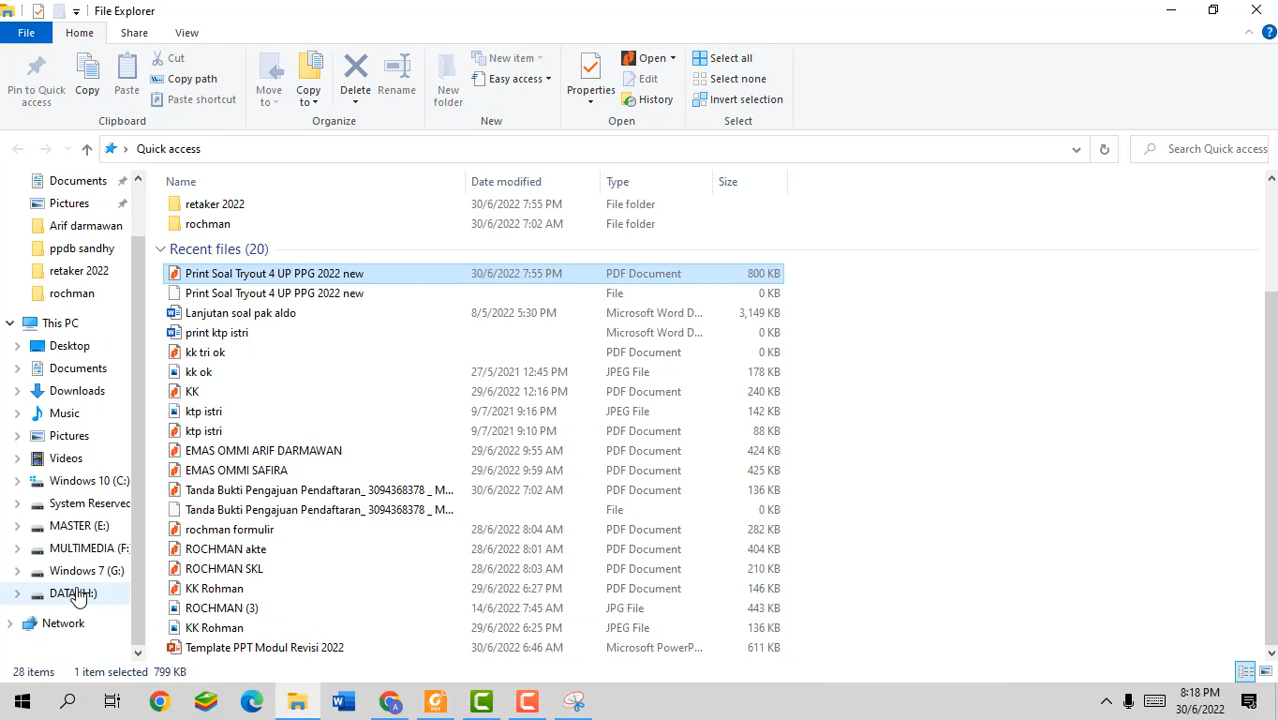 File Explorer
File
Home
Share
View
Pin to Quick access
Copy
Paste
Cut
Copy path
Paste shortcut
Clipboard
Move to
Copy to
Delete
Rename
Organize
New folder
New item
Easy access
New
Properties
Open
Edit
History
Open
Select all
Select none
Invert selection
Select
Quick access
Search Quick access
Documents
Pictures
Arif darmawan
ppdb sandhy
retaker 2022
rochman
This PC
Desktop
Documents
Downloads
Music
Pictures
Videos
Windows 10 (C:)
System Reserved
MASTER (E:)
MULTIMEDIA (F:
Windows 7 (G:)
DATA (H:)
Network
Name Date modified Type Size
retaker 2022 30/6/2022 7:55 PM File folder
rochman 30/6/2022 7:02 AM File folder
Recent files (20)
Print Soal Tryout 4 UP PPG 2022 new 30/6/2022 7:55 PM PDF Document 800 KB
Print Soal Tryout 4 UP PPG 2022 new File 0 KB
Lanjutan soal pak aldo 8/5/2022 5:30 PM Microsoft Word D... 3,149 KB
print ktp istri Microsoft Word D... 0 KB
kk tri ok PDF Document 0 KB
kk ok 27/5/2021 12:45 PM JPEG File 178 KB
KK 29/6/2022 12:16 PM PDF Document 240 KB
ktp istri 9/7/2021 9:16 PM JPEG File 142 KB
ktp istri 9/7/2021 9:10 PM PDF Document 88 KB
EMAS OMMI ARIF DARMAWAN 29/6/2022 9:55 AM PDF Document 424 KB
EMAS OMMI SAFIRA 29/6/2022 9:59 AM PDF Document 425 KB
Tanda Bukti Pengajuan Pendaftaran_ 3094368378 _ M... 30/6/2022 7:02 AM PDF Document 136 KB
Tanda Bukti Pengajuan Pendaftaran_ 3094368378 _ M... File 0 KB
rochman formulir 28/6/2022 8:04 AM PDF Document 282 KB
ROCHMAN akte 28/6/2022 8:01 AM PDF Document 404 KB
ROCHMAN SKL 28/6/2022 8:03 AM PDF Document 210 KB
KK Rohman 29/6/2022 6:27 PM PDF Document 146 KB
ROCHMAN (3) 14/6/2022 7:45 AM JPG File 443 KB
KK Rohman 29/6/2022 6:25 PM JPEG File 138 KB
Template PPT Modul Revisi 2022 30/6/2022 6:46 AM Microsoft PowerP... 611 KB
28 items 1 item selected 799 KB
8:18 PM
30/6/2022